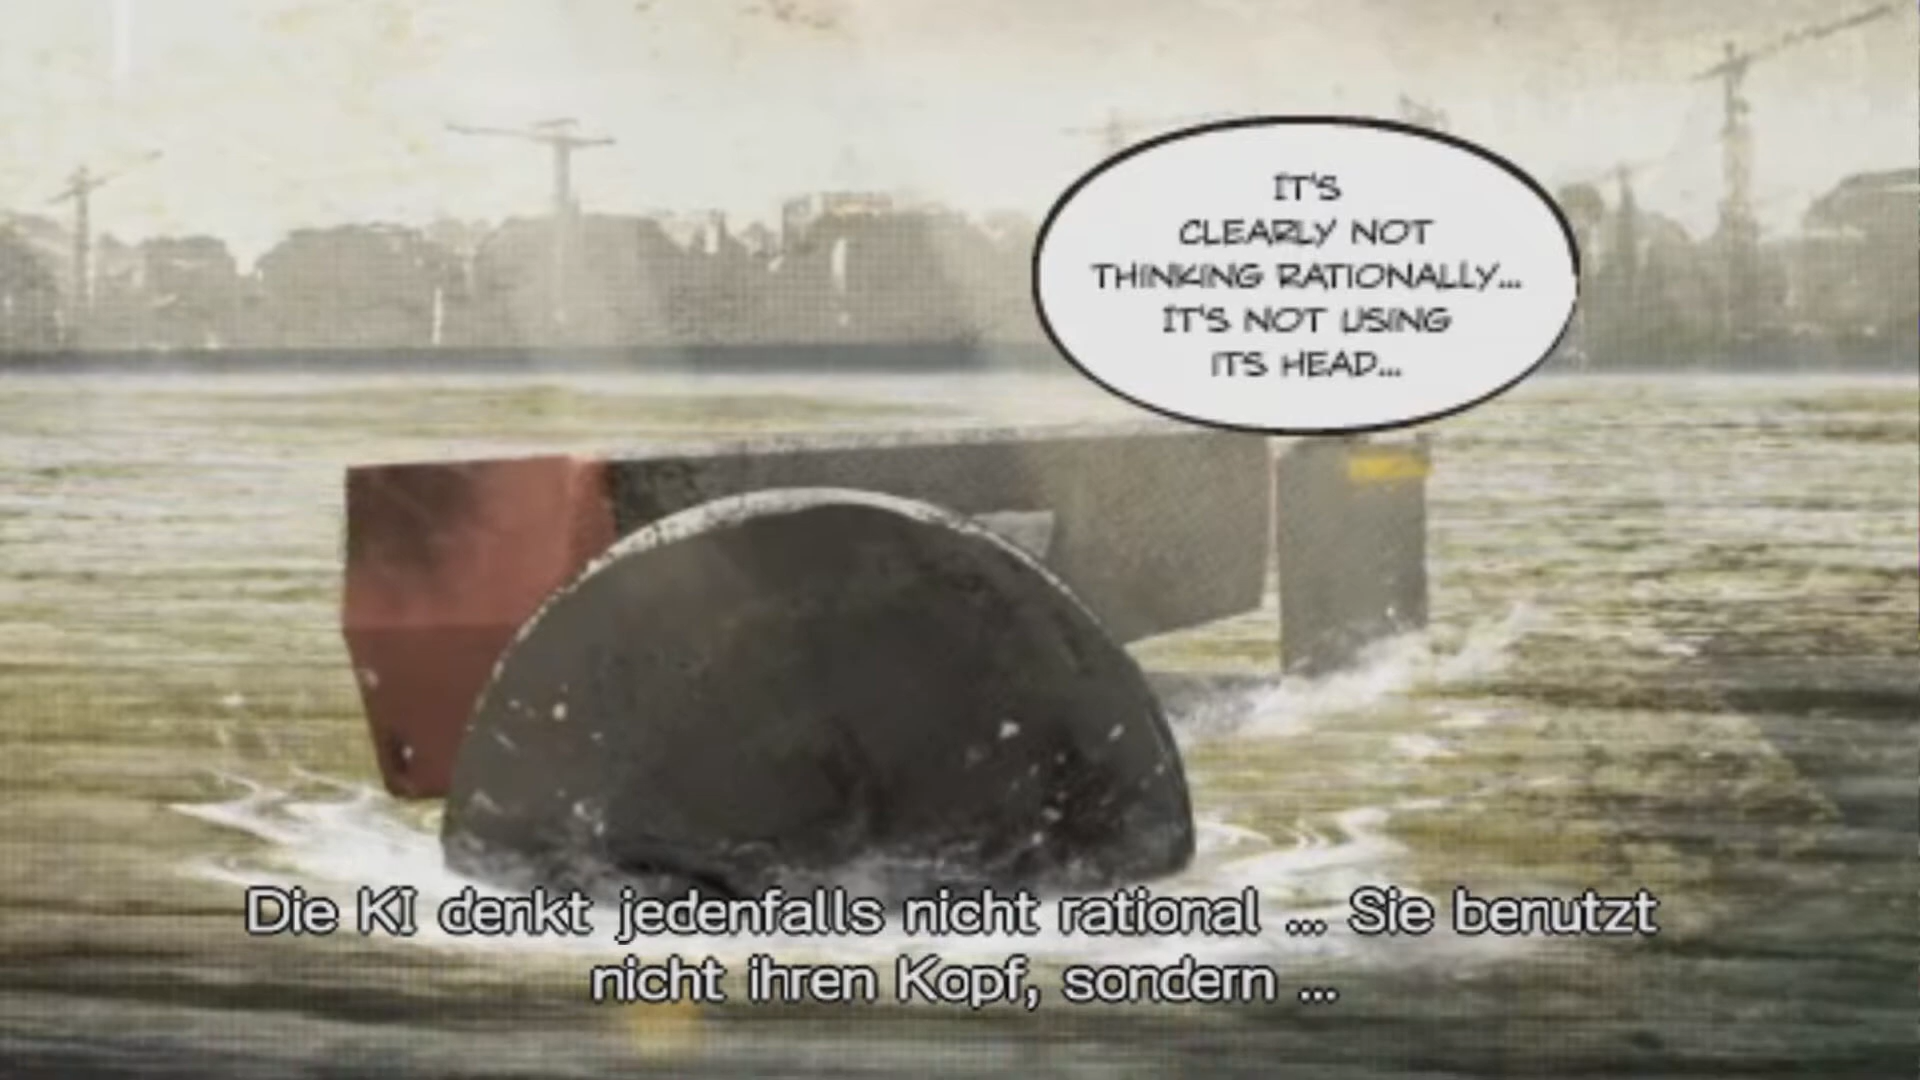 IT'S
CLEARLY NOT
THINKING RATIONALLY...
IT'S NOT USING
ITS HEAD...
Die KI denkt jedenfalls nicht rational ... Sie benutzt
nicht ihren Kopf, sondern ...